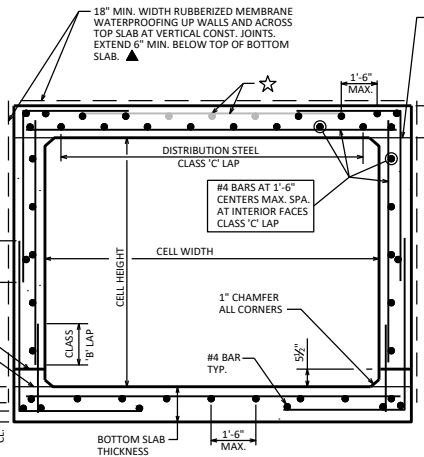 18" MIN. WIDTH RUBBERIZED MEMBRANE
WATERPROOFING UP WALLS AND ACROSS
TOP SLAB AT VERTICAL CONST. JOINTS.
EXTEND 6" MIN. BELOW TOP OF BOTTOM
SLAB.
1'-6"
MAX.
DISTRIBUTION STEEL
CLASS 'C' LAP
#4 BARS AT 1'-6"
CENTERS MAX. SPA.
AT INTERIOR FACES
CLASS 'C' LAP
CELL WIDTH
CELL HEIGHT
1" CHAMFER
ALL CORNERS
CLASS
'B' LAP
#4 BAR
TYP.
5½"
CL.
BOTTOM SLAB
THICKNESS
1'-6"
MAX.